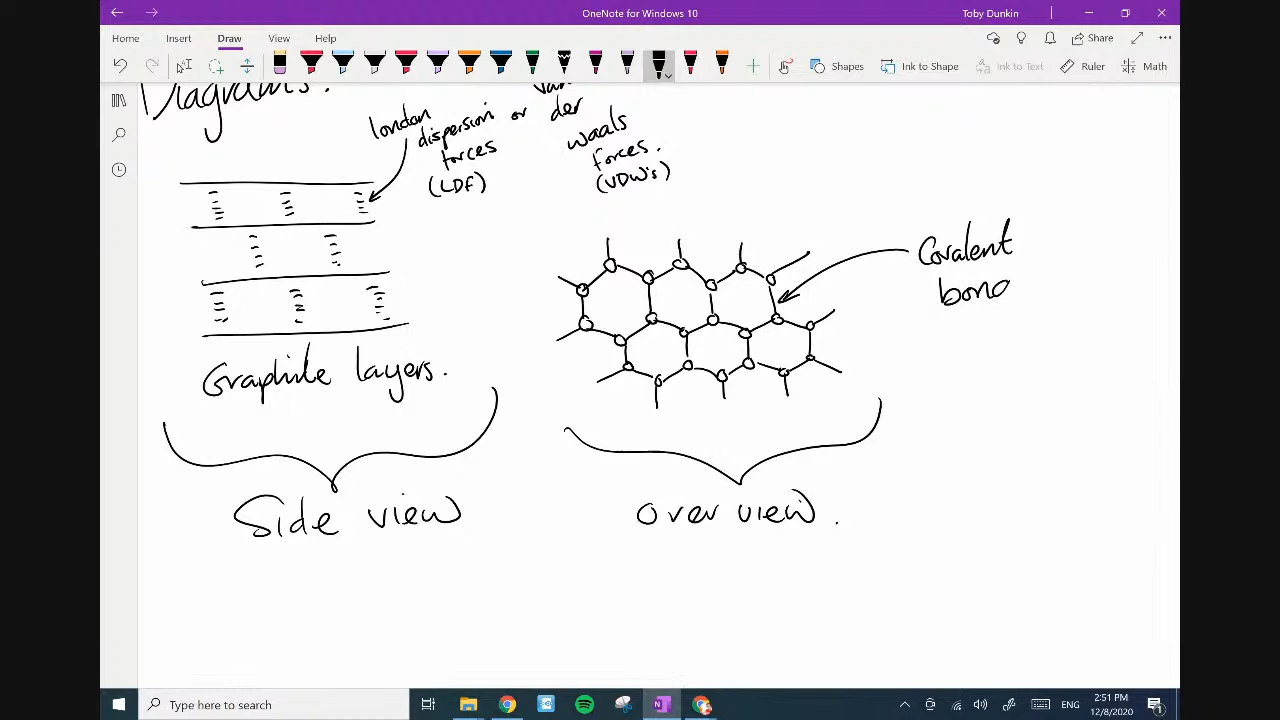 OneNote for Windows 10
Toby Dunkin
Home Insert Draw View Help
Share
Shapes Ink to Shape Ink to Text Ruler Math
Diagrams:
london
dispersion or
forces
(LDF)
van
der
waals
forces.
(VDW's)
Graphite layers.
Side view
Covalent
bond
Over view.
Type here to search
ENG
2:51 PM
12/8/2020
1